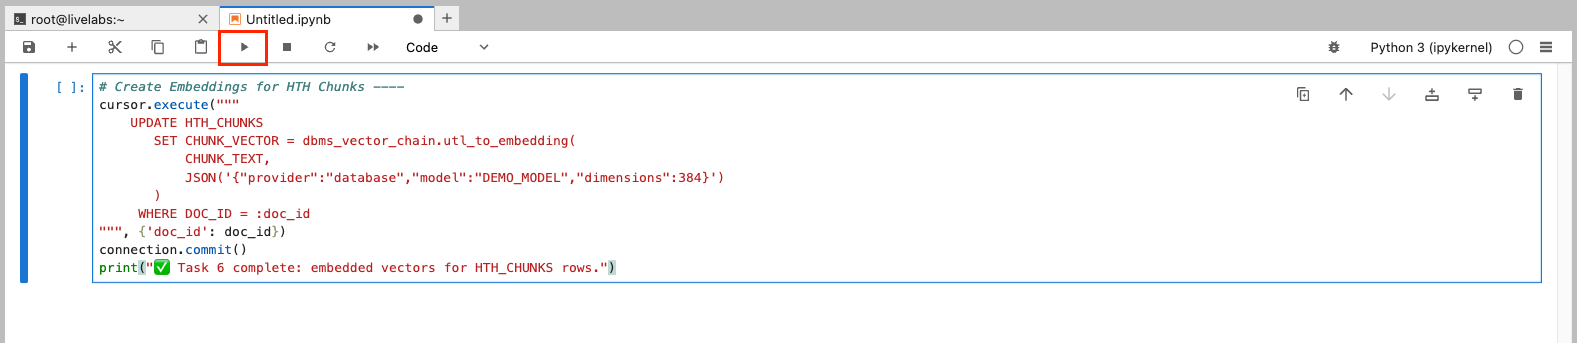 root@livelabs:~
Untitled.ipynb
Code
Python 3 (ipykernel)
[ ]:
# Create Embeddings for HTH Chunks ----
cursor.execute("""
    UPDATE HTH_CHUNKS
       SET CHUNK_VECTOR = dbms_vector_chain.utl_to_embedding(
           CHUNK_TEXT,
           JSON('{"provider":"database","model":"DEMO_MODEL","dimensions":384}')
       )
     WHERE DOC_ID = :doc_id
""", {'doc_id': doc_id})
connection.commit()
print("✅ Task 6 complete: embedded vectors for HTH_CHUNKS rows.")